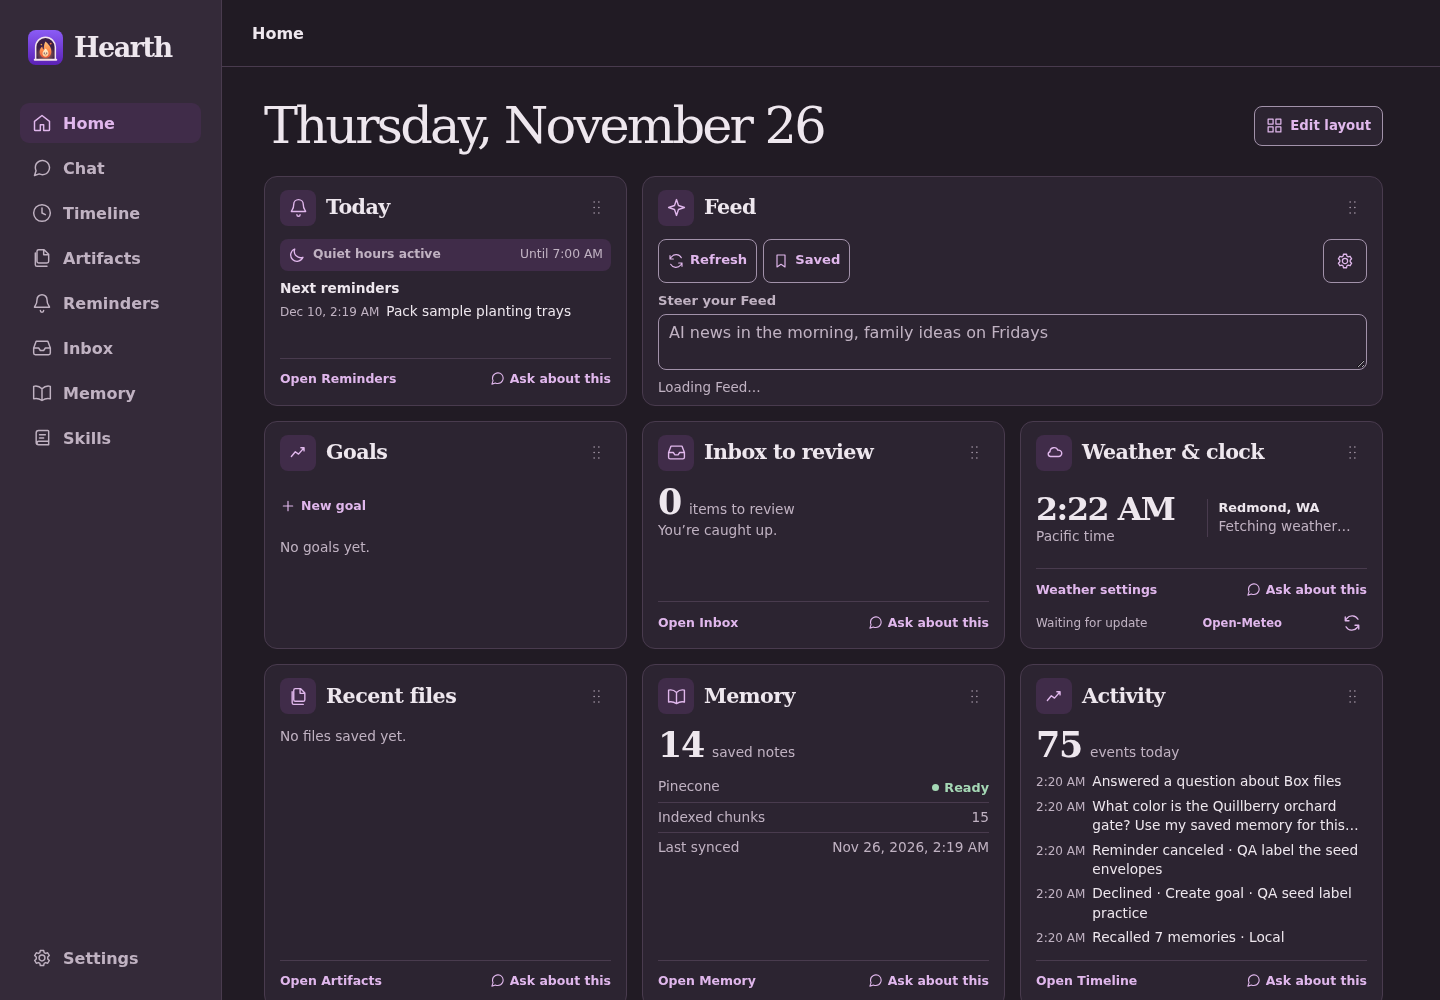 Hearth
Home
Chat
Timeline
Artifacts
Reminders
Inbox
Memory
Skills
Settings
Home
Thursday, November 26
Edit layout
Today
Quiet hours active
Until 7:00 AM
Next reminders
Dec 10, 2:19 AM Pack sample planting trays
Open Reminders
Ask about this
Feed
Refresh
Saved
Steer your Feed
AI news in the morning, family ideas on Fridays
Loading Feed…
Goals
New goal
No goals yet.
Inbox to review
0 items to review
You’re caught up.
Open Inbox
Ask about this
Weather & clock
2:22 AM
Pacific time
Redmond, WA
Fetching weather…
Weather settings
Ask about this
Waiting for update
Open-Meteo
Recent files
No files saved yet.
Open Artifacts
Ask about this
Memory
14 saved notes
Pinecone
Ready
Indexed chunks
15
Last synced
Nov 26, 2026, 2:19 AM
Open Memory
Ask about this
Activity
75 events today
2:20 AM Answered a question about Box files
2:20 AM What color is the Quillberry orchard
gate? Use my saved memory for this…
2:20 AM Reminder canceled · QA label the seed
envelopes
2:20 AM Declined · Create goal · QA seed label
practice
2:20 AM Recalled 7 memories · Local
Open Timeline
Ask about this